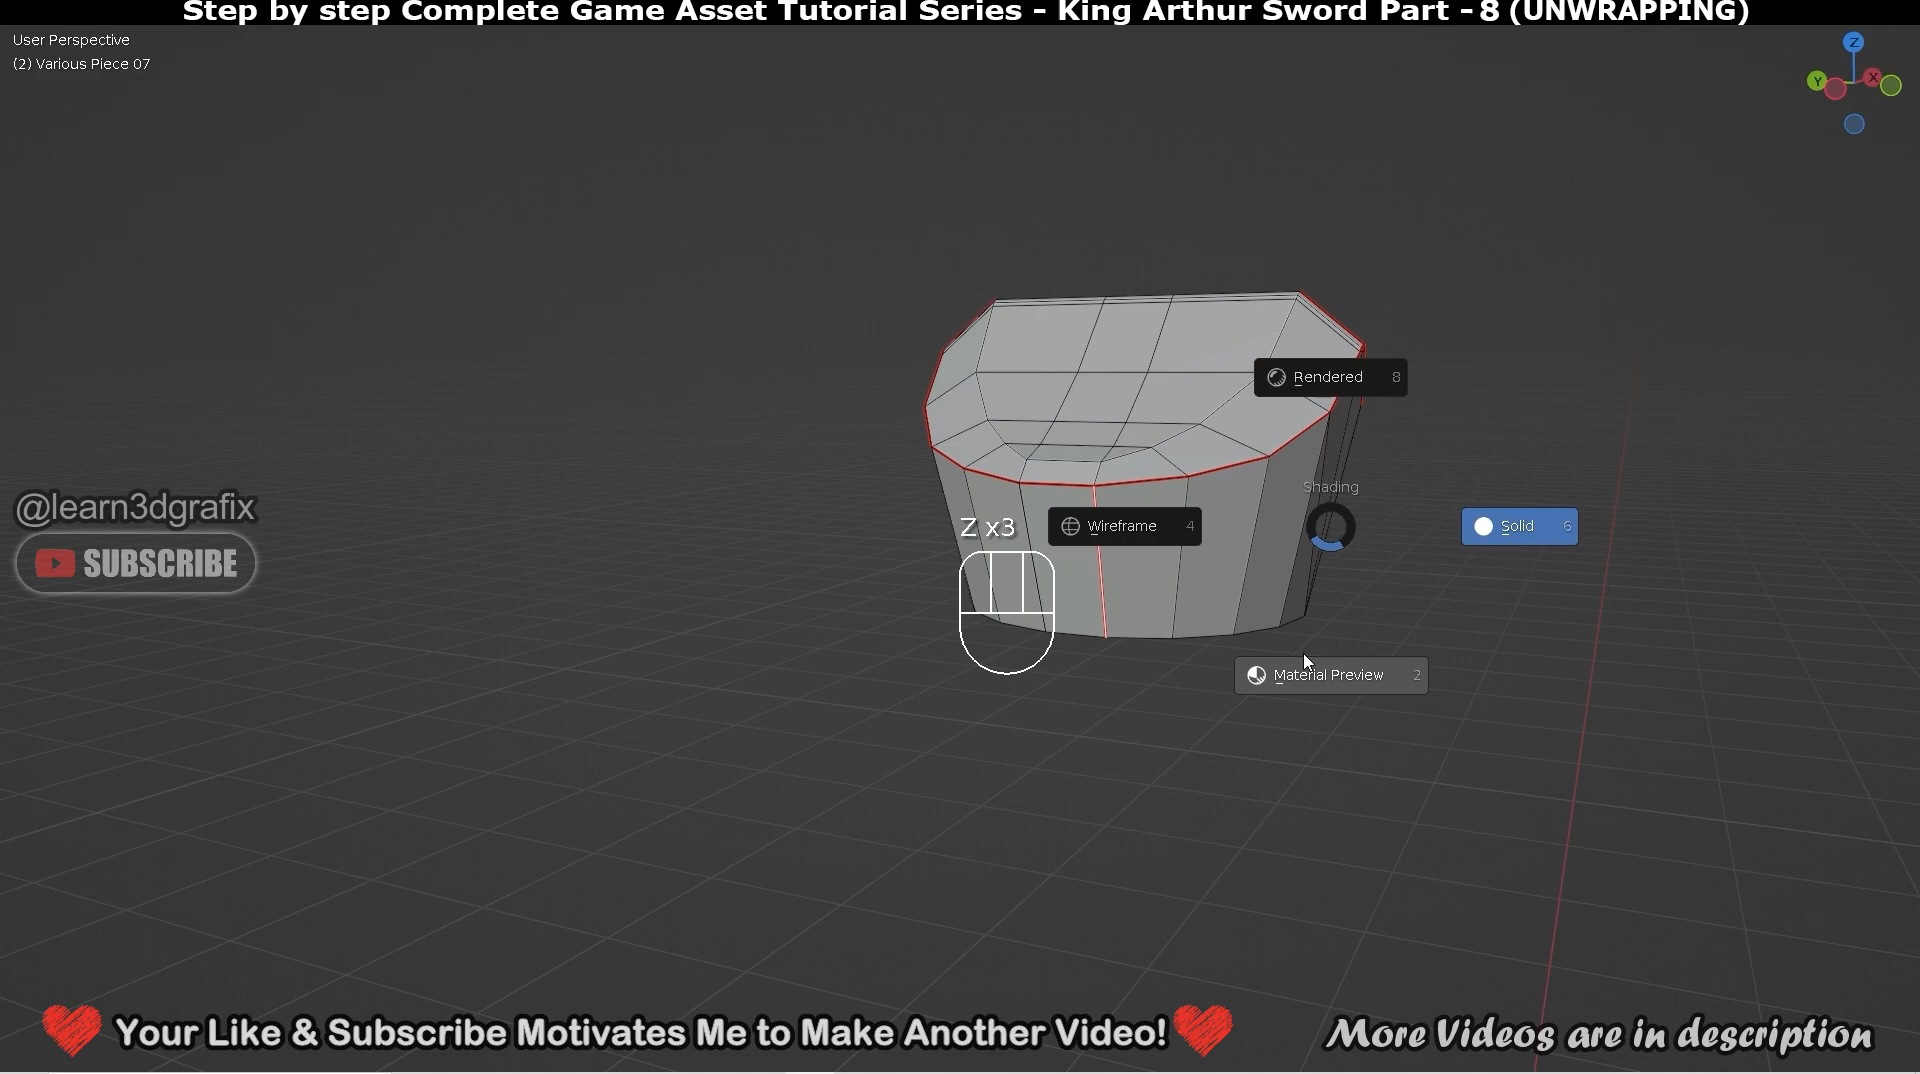 Step by step Complete Game Asset Tutorial Series - King Arthur Sword Part - 8 (UNWRAPPING)
User Perspective
(2) Various Piece 07
Z
Y
X
Rendered 8
Shading
@learn3dgrafix
Z x3
Wireframe 4
Solid 6
SUBSCRIBE
Material Preview 2
Your Like & Subscribe Motivates Me to Make Another Video!
More Videos are in description